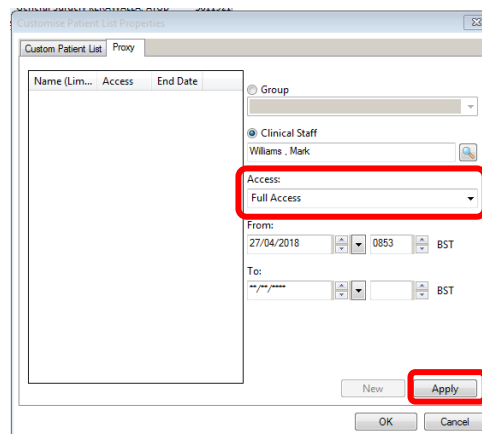 Customise Patient List Properties
Custom Patient List Proxy
Name (Lim... Access End Date
Group
Clinical Staff
Williams , Mark
Access:
Full Access
From:
27/04/2018 0853 BST
To:
**/**/**** BST
New Apply
OK Cancel